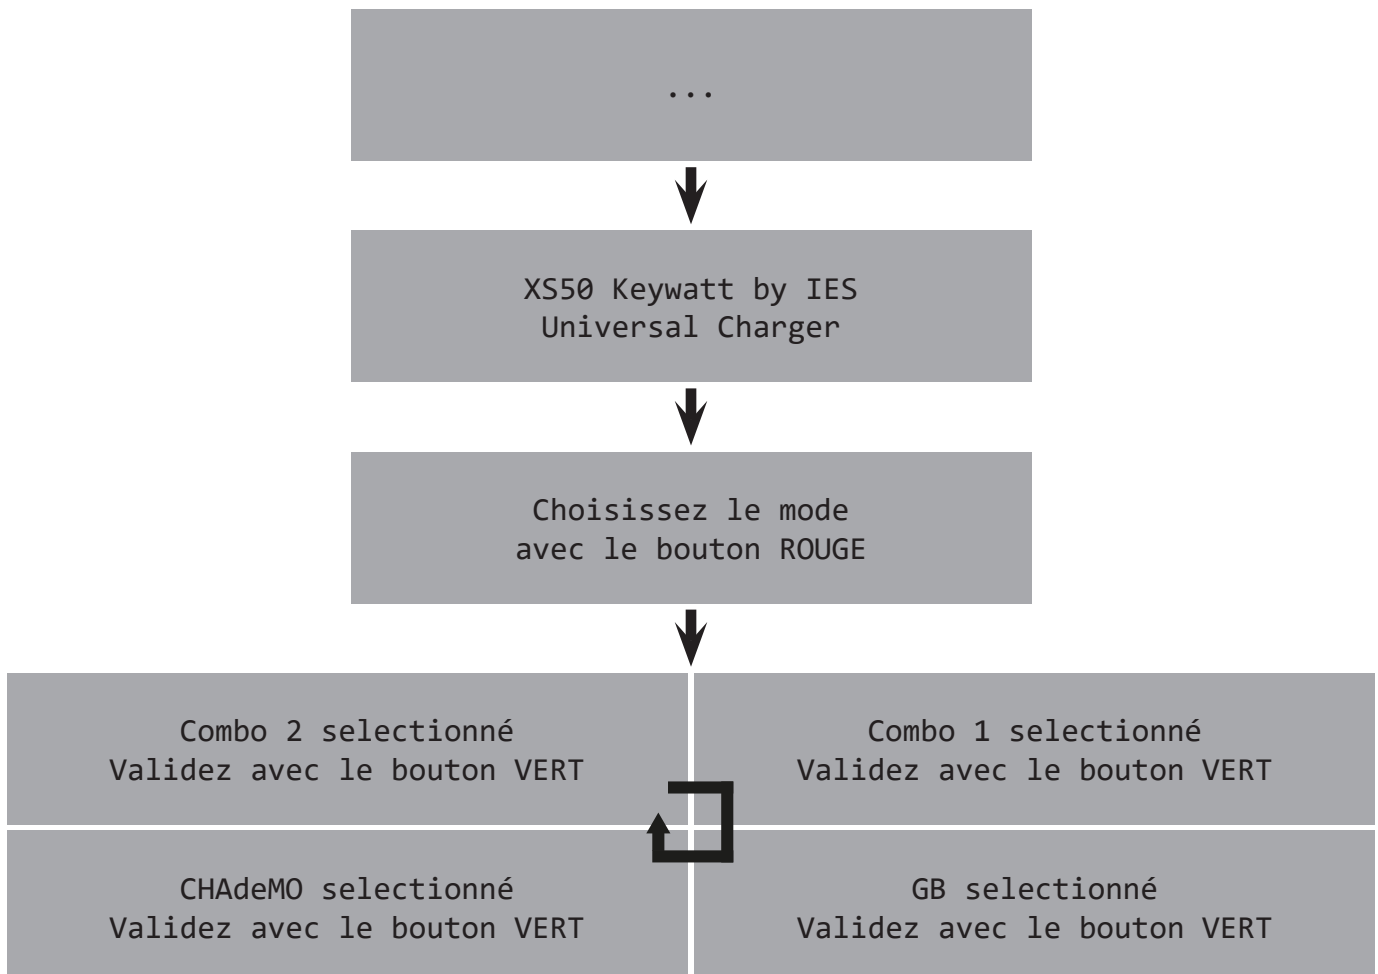 ...
XS50 Keywatt by IES
Universal Charger
Choisissez le mode
avec le bouton ROUGE
Combo 2 selectionné
Validez avec le bouton VERT
Combo 1 selectionné
Validez avec le bouton VERT
CHAdeMO selectionné
Validez avec le bouton VERT
GB selectionné
Validez avec le bouton VERT